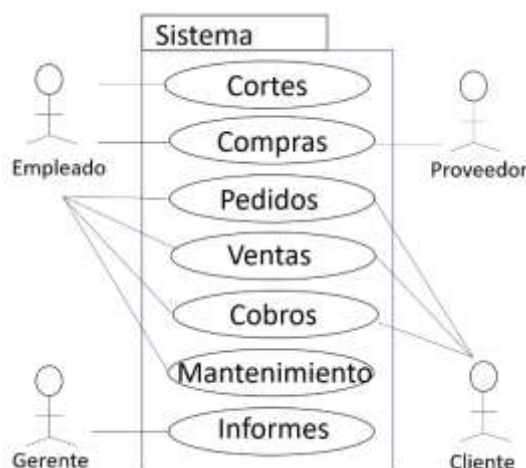 Sistema
Cortes
Compras
Empleado
Proveedor
Pedidos
Ventas
Cobros
Mantenimiento
Informes
Gerente
Cliente